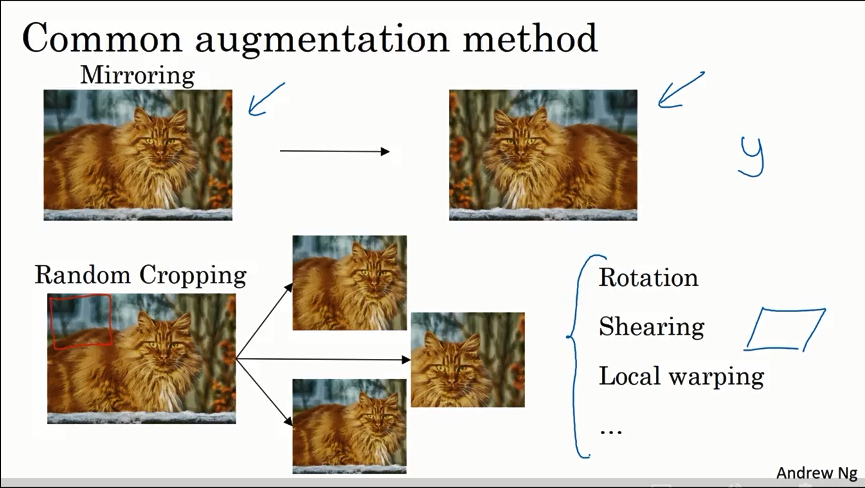 Common augmentation method
Mirroring
y
Random Cropping
Rotation
Shearing
Local warping
...
Andrew Ng